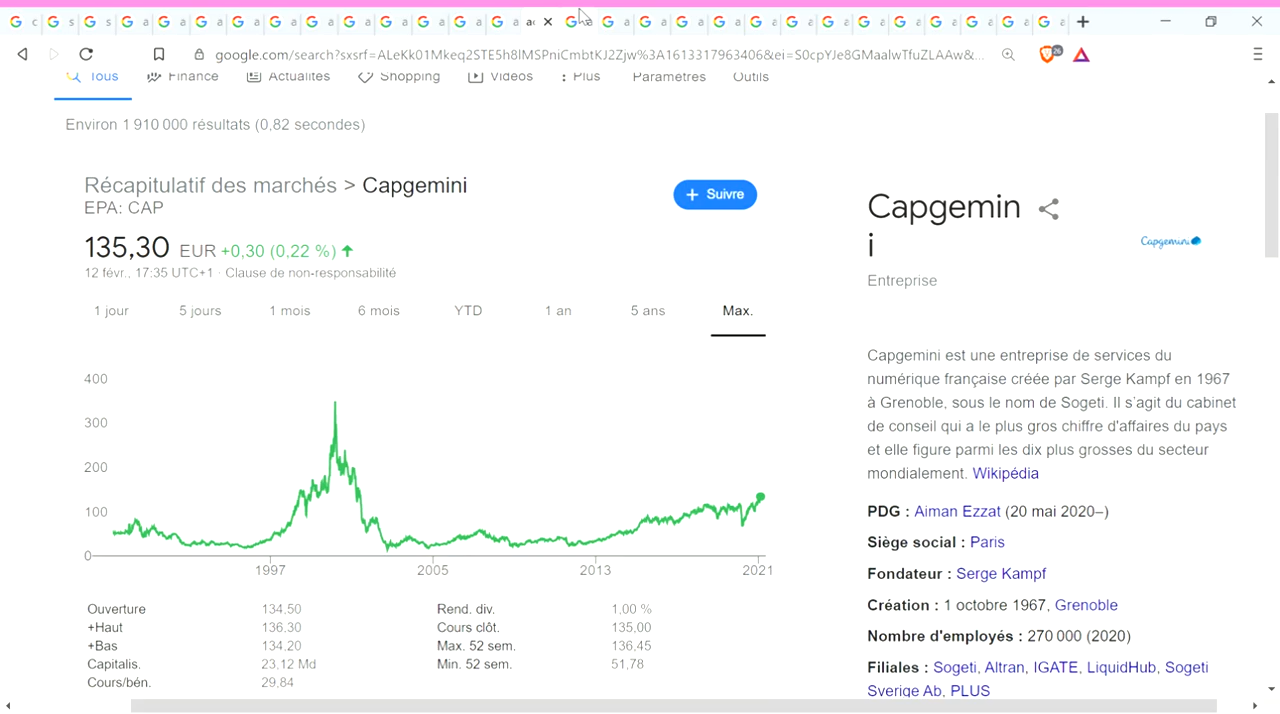 c s s a a a a a a a a a a a ac a a a a a a a a a a a a a
google.com/search?sxsrf=ALeKk01Mkeq2STE5h8IMSPniCmbtKJ2Zjw%3A1613317963406&ei=S0cpYJe8GMaalwTfuZLAAw&...
26
Tous Finance Actualités Shopping Vidéos : Plus Paramètres Outils
Environ 1 910 000 résultats (0,82 secondes)
Récapitulatif des marchés > Capgemini
EPA: CAP
+ Suivre
135,30 EUR +0,30 (0,22 %)
12 févr., 17:35 UTC+1 · Clause de non-responsabilité
1 jour 5 jours 1 mois 6 mois YTD 1 an 5 ans Max.
400
300
200
100
0
1997 2005 2013 2021
Ouverture 134,50 Rend. div. 1,00 %
+Haut 136,30 Cours clôt. 135,00
+Bas 134,20 Max. 52 sem. 136,45
Capitalis. 23,12 Md Min. 52 sem. 51,78
Cours/bén. 29,84
Capgemin
i
Capgemini
Entreprise
Capgemini est une entreprise de services du
numérique française créée par Serge Kampf en 1967
à Grenoble, sous le nom de Sogeti. Il s'agit du cabinet
de conseil qui a le plus gros chiffre d'affaires du pays
et elle figure parmi les dix plus grosses du secteur
mondialement. Wikipédia
PDG : Aiman Ezzat (20 mai 2020–)
Siège social : Paris
Fondateur : Serge Kampf
Création : 1 octobre 1967, Grenoble
Nombre d'employés : 270 000 (2020)
Filiales : Sogeti, Altran, IGATE, LiquidHub, Sogeti
Sverige Ab, PLUS